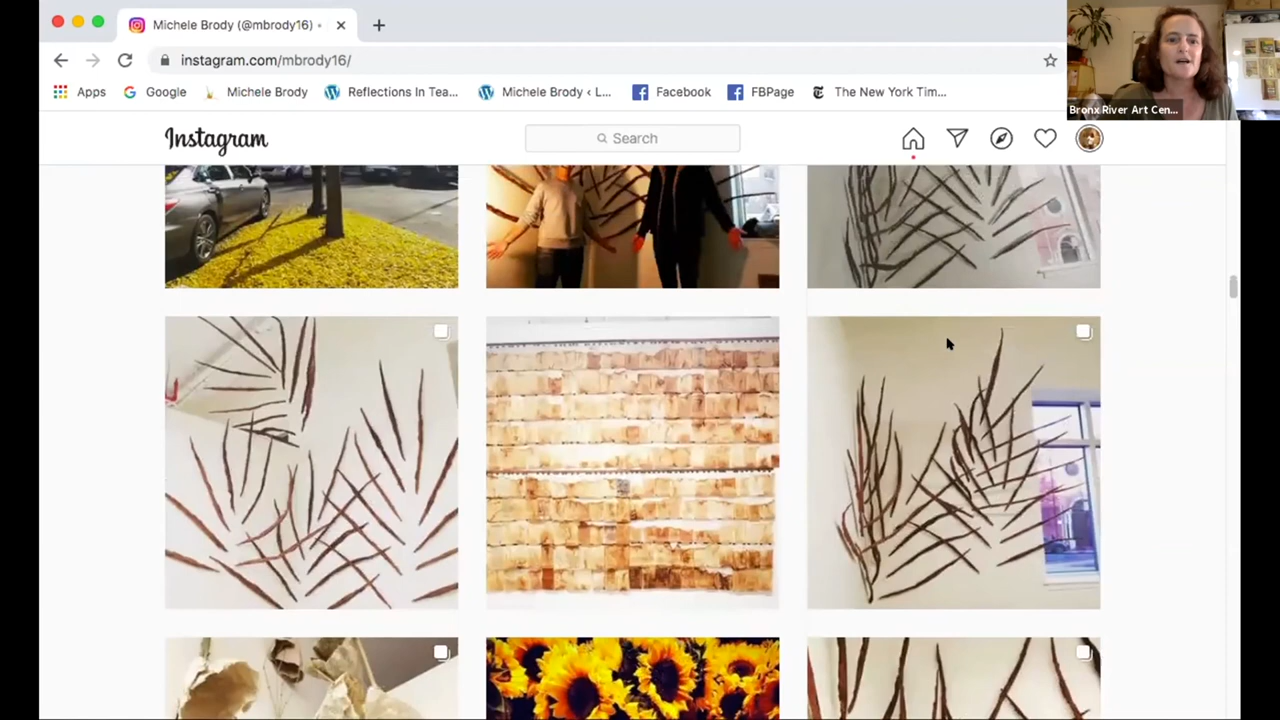 Michele Brody (@mbrody16) •
instagram.com/mbrody16/
Apps Google Michele Brody Reflections In Tea... Michele Brody ‹ L... Facebook FBPage The New York Tim...
Bronx River Art Cen...
Instagram
Search